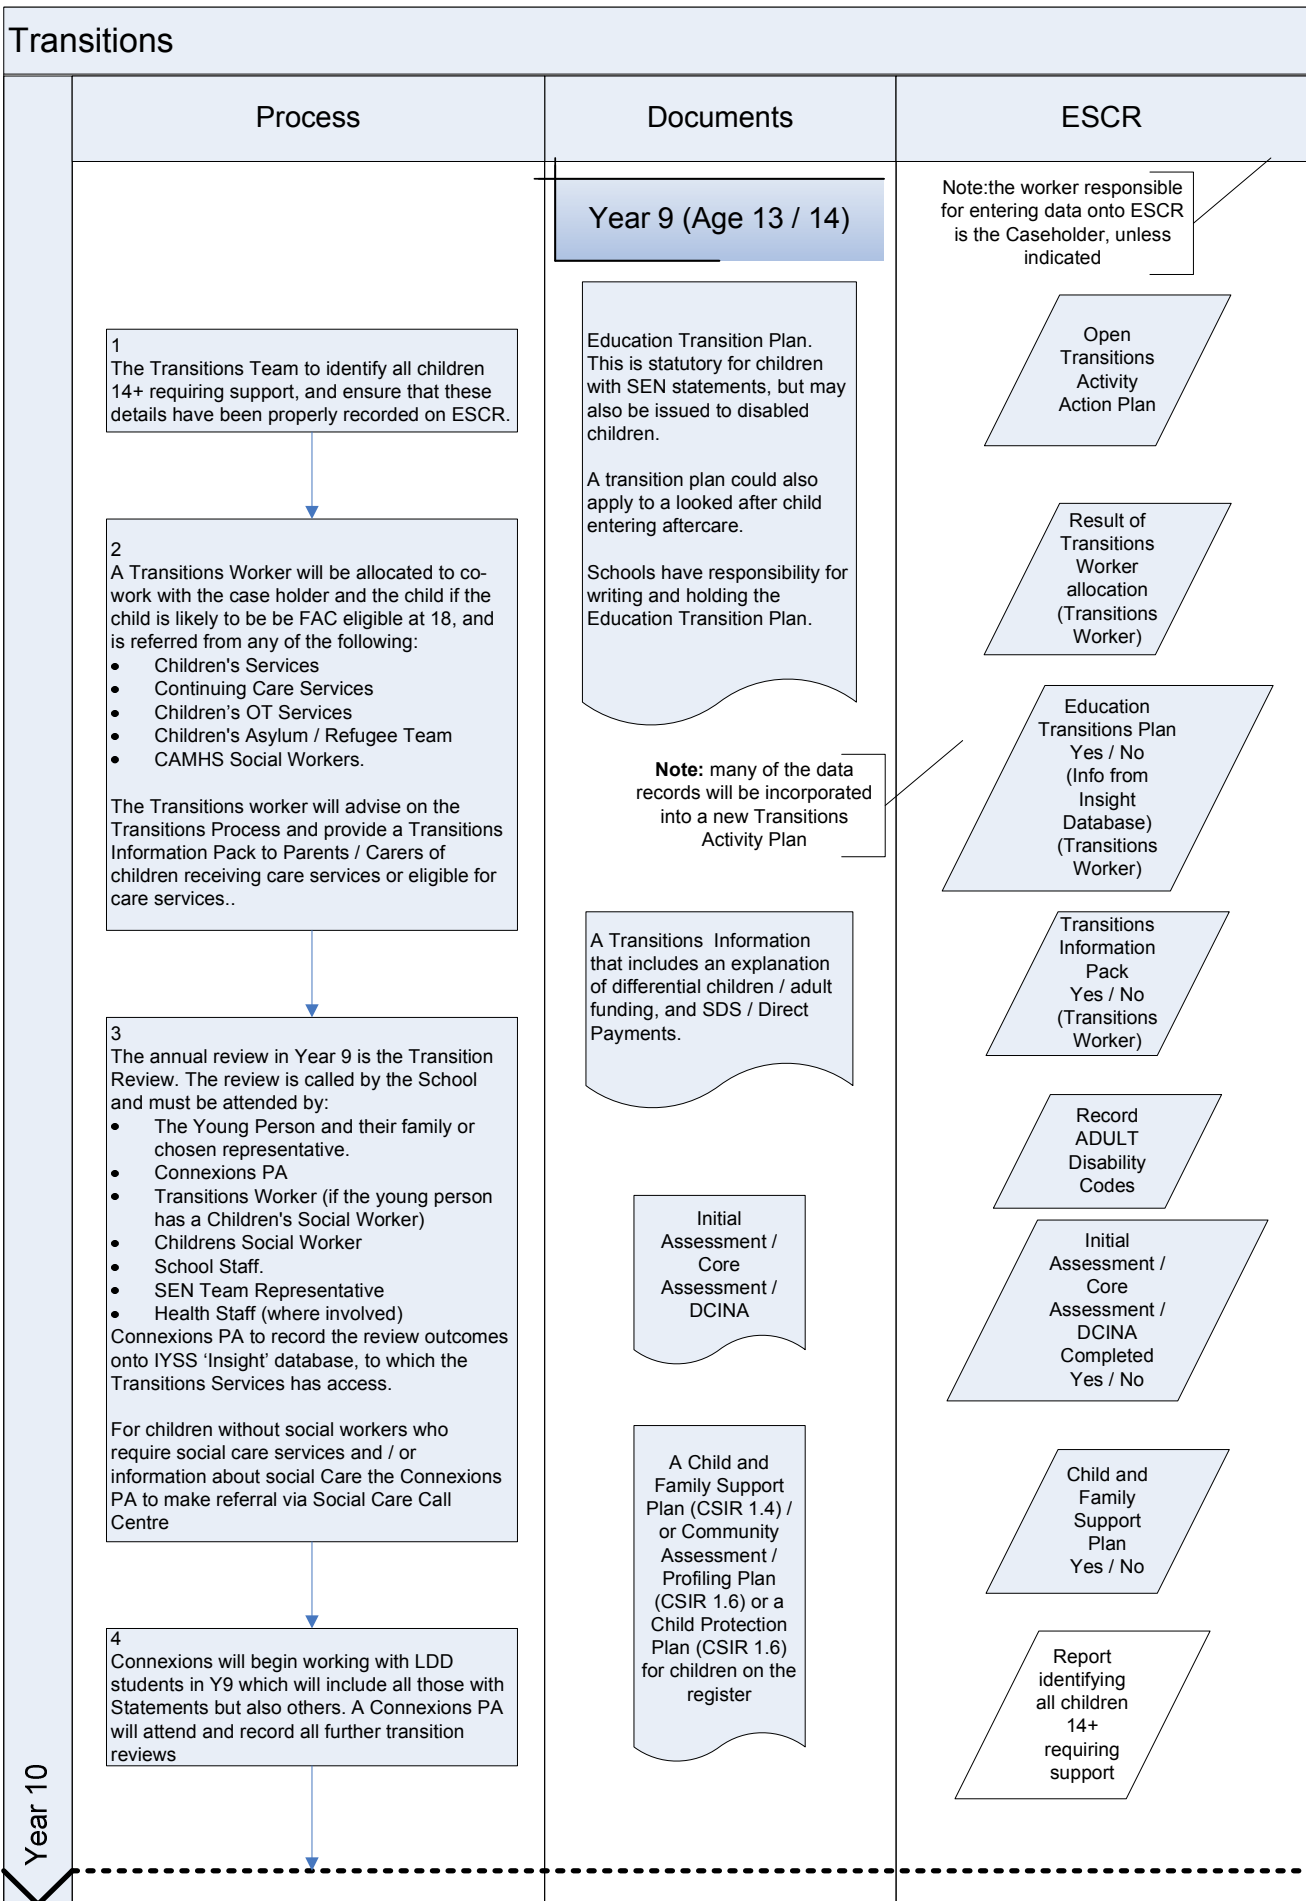 Transitions
Process
Documents
ESCR
Year 9 (Age 13 / 14)
Note:the worker responsible
for entering data onto ESCR
is the Caseholder, unless
indicated
1
The Transitions Team to identify all children
14+ requiring support, and ensure that these
details have been properly recorded on ESCR.
2
A Transitions Worker will be allocated to co-
work with the case holder and the child if the
child is likely to be be FAC eligible at 18, and
is referred from any of the following:
• Children's Services
• Continuing Care Services
• Children’s OT Services
• Children's Asylum / Refugee Team
• CAMHS Social Workers.
The Transitions worker will advise on the
Transitions Process and provide a Transitions
Information Pack to Parents / Carers of
children receiving care services or eligible for
care services..
3
The annual review in Year 9 is the Transition
Review. The review is called by the School
and must be attended by:
• The Young Person and their family or
chosen representative.
• Connexions PA
• Transitions Worker (if the young person
has a Children's Social Worker)
• Childrens Social Worker
• School Staff.
• SEN Team Representative
• Health Staff (where involved)
Connexions PA to record the review outcomes
onto IYSS ‘Insight’ database, to which the
Transitions Services has access.
For children without social workers who
require social care services and / or
information about social Care the Connexions
PA to make referral via Social Care Call
Centre
4
Connexions will begin working with LDD
students in Y9 which will include all those with
Statements but also others. A Connexions PA
will attend and record all further transition
reviews
Education Transition Plan.
This is statutory for children
with SEN statements, but may
also be issued to disabled
children.
A transition plan could also
apply to a looked after child
entering aftercare.
Schools have responsibility for
writing and holding the
Education Transition Plan.
Note: many of the data
records will be incorporated
into a new Transitions
Activity Plan
A Transitions  Information
that includes an explanation
of differential children / adult
funding, and SDS / Direct
Payments.
Initial
Assessment /
Core
Assessment /
DCINA
A Child and
Family Support
Plan (CSIR 1.4) /
or Community
Assessment /
Profiling Plan
(CSIR 1.6) or a
Child Protection
Plan (CSIR 1.6)
for children on the
register
Open
Transitions
Activity
Action Plan
Result of
Transitions
Worker
allocation
(Transitions
Worker)
Education
Transitions Plan
Yes / No
(Info from
Insight
Database)
(Transitions
Worker)
Transitions
Information
Pack
Yes / No
(Transitions
Worker)
Record
ADULT
Disability
Codes
Initial
Assessment /
Core
Assessment /
DCINA
Completed
Yes / No
Child and
Family
Support
Plan
Yes / No
Report
identifying
all children
14+
requiring
support
Year 10